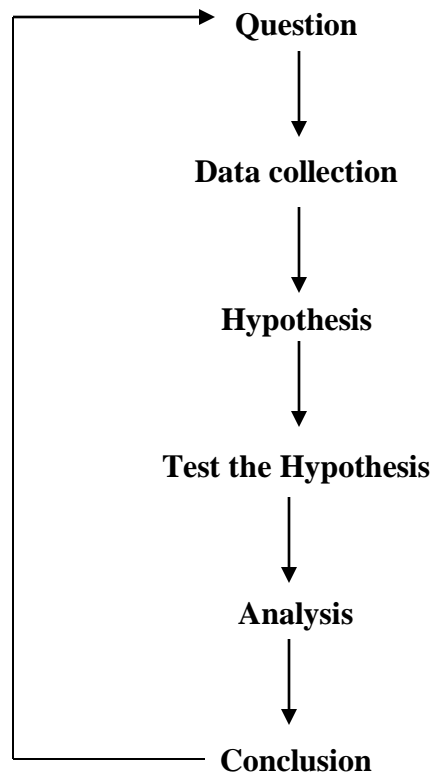 Question
Data collection
Hypothesis
Test the Hypothesis
Analysis
Conclusion